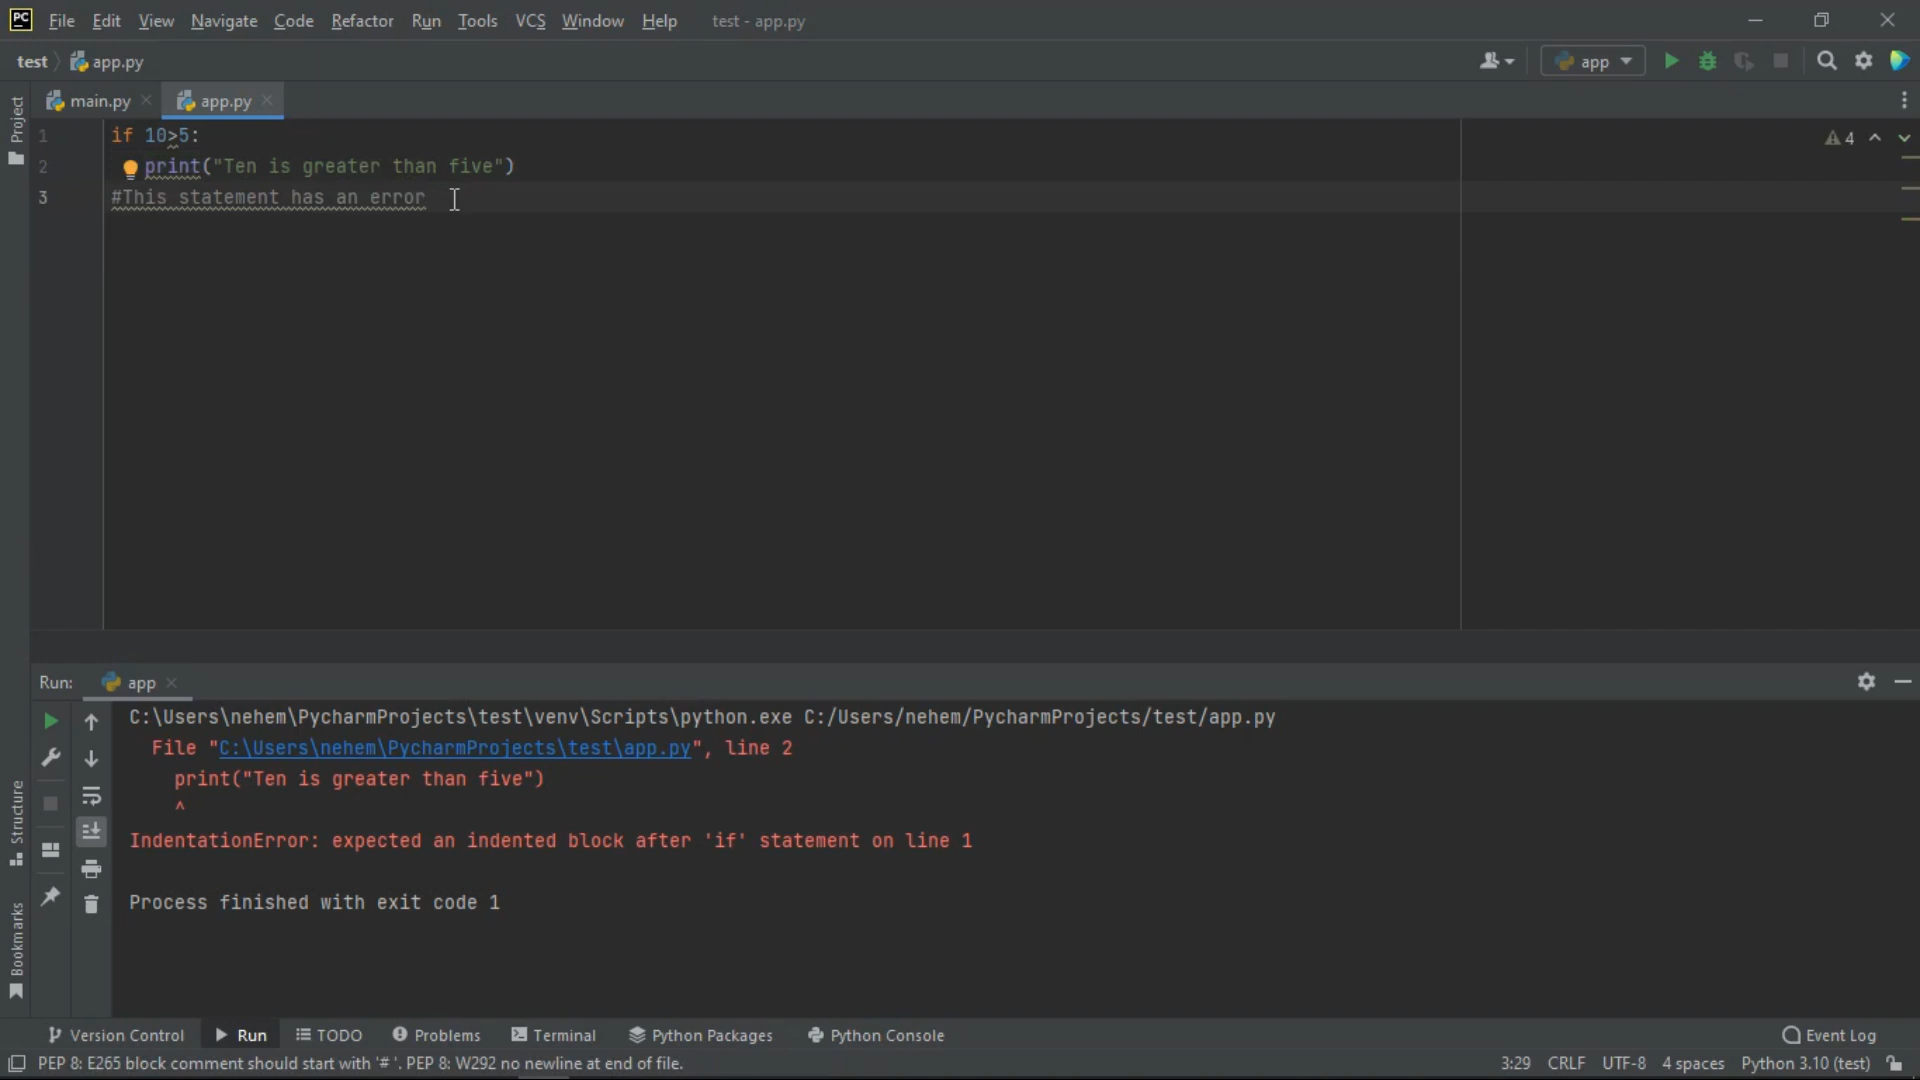 PC File Edit View Navigate Code Refactor Run Tools VCS Window Help test - app.py
test app.py app
main.py app.py
Project
1 if 10>5: 4
2 print("Ten is greater than five")
3 #This statement has an error
Run: app
C:\Users\nehem\PycharmProjects\test\venv\Scripts\python.exe C:/Users/nehem/PycharmProjects/test/app.py
File "C:\Users\nehem\PycharmProjects\test\app.py", line 2
print("Ten is greater than five")
^
IndentationError: expected an indented block after 'if' statement on line 1
Process finished with exit code 1
Structure
Bookmarks
Version Control Run TODO Problems Terminal Python Packages Python Console Event Log
PEP 8: E265 block comment should start with '# '. PEP 8: W292 no newline at end of file. 3:29 CRLF UTF-8 4 spaces Python 3.10 (test)